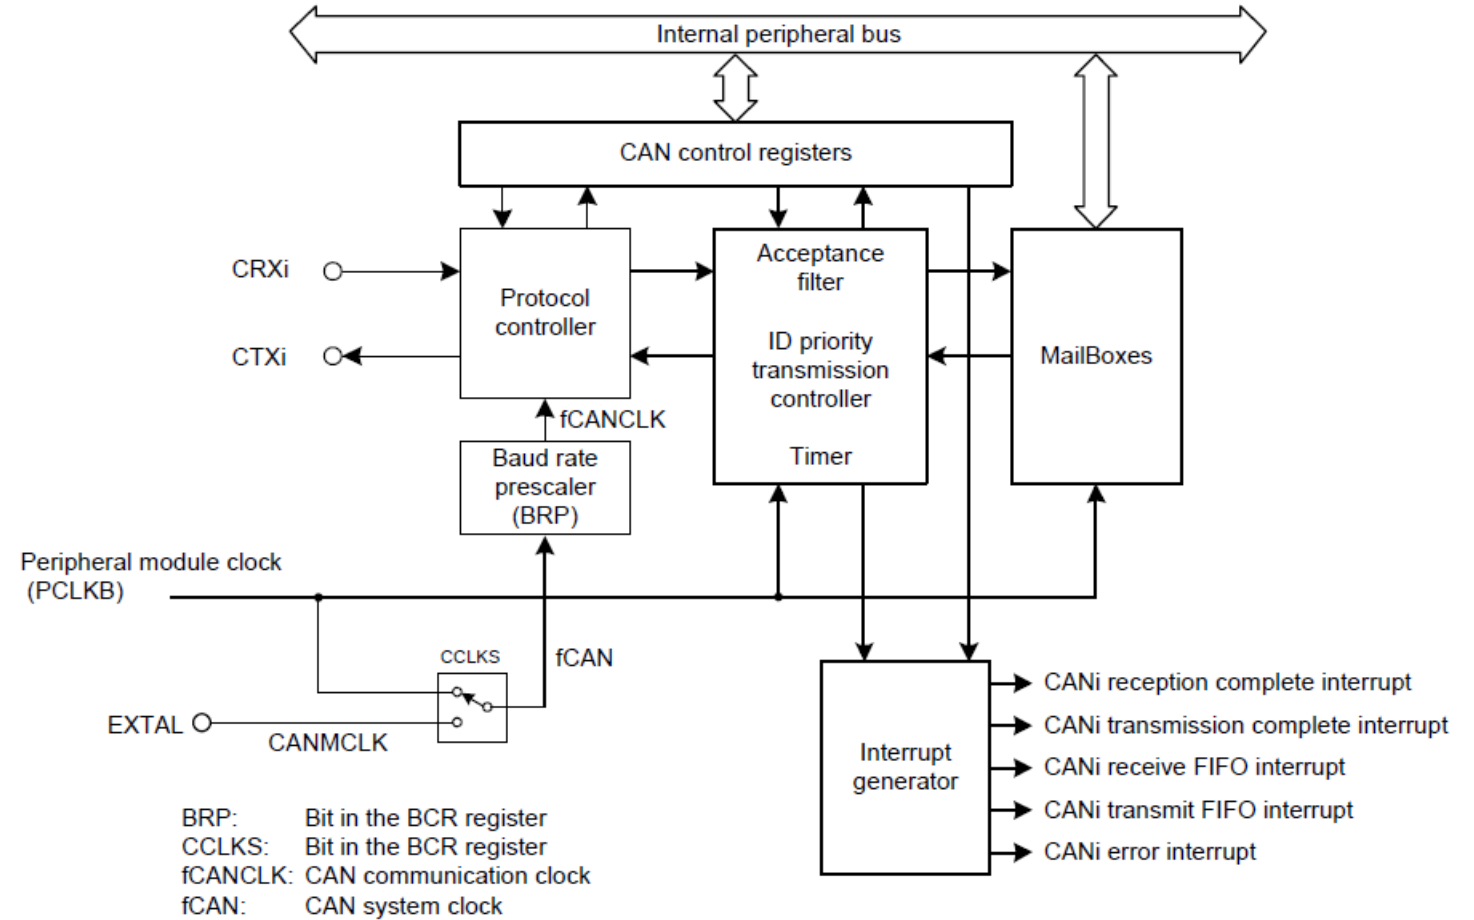 Internal peripheral bus
CAN control registers
CRXi
CTXi
Protocol
controller
Acceptance
filter
ID priority
transmission
controller
Timer
MailBoxes
fCANCLK
Baud rate
prescaler
(BRP)
Peripheral module clock
(PCLKB)
CCLKS
fCAN
EXTAL
CANMCLK
Interrupt
generator
CANi reception complete interrupt
CANi transmission complete interrupt
CANi receive FIFO interrupt
CANi transmit FIFO interrupt
CANi error interrupt
BRP: Bit in the BCR register
CCLKS: Bit in the BCR register
fCANCLK: CAN communication clock
fCAN: CAN system clock